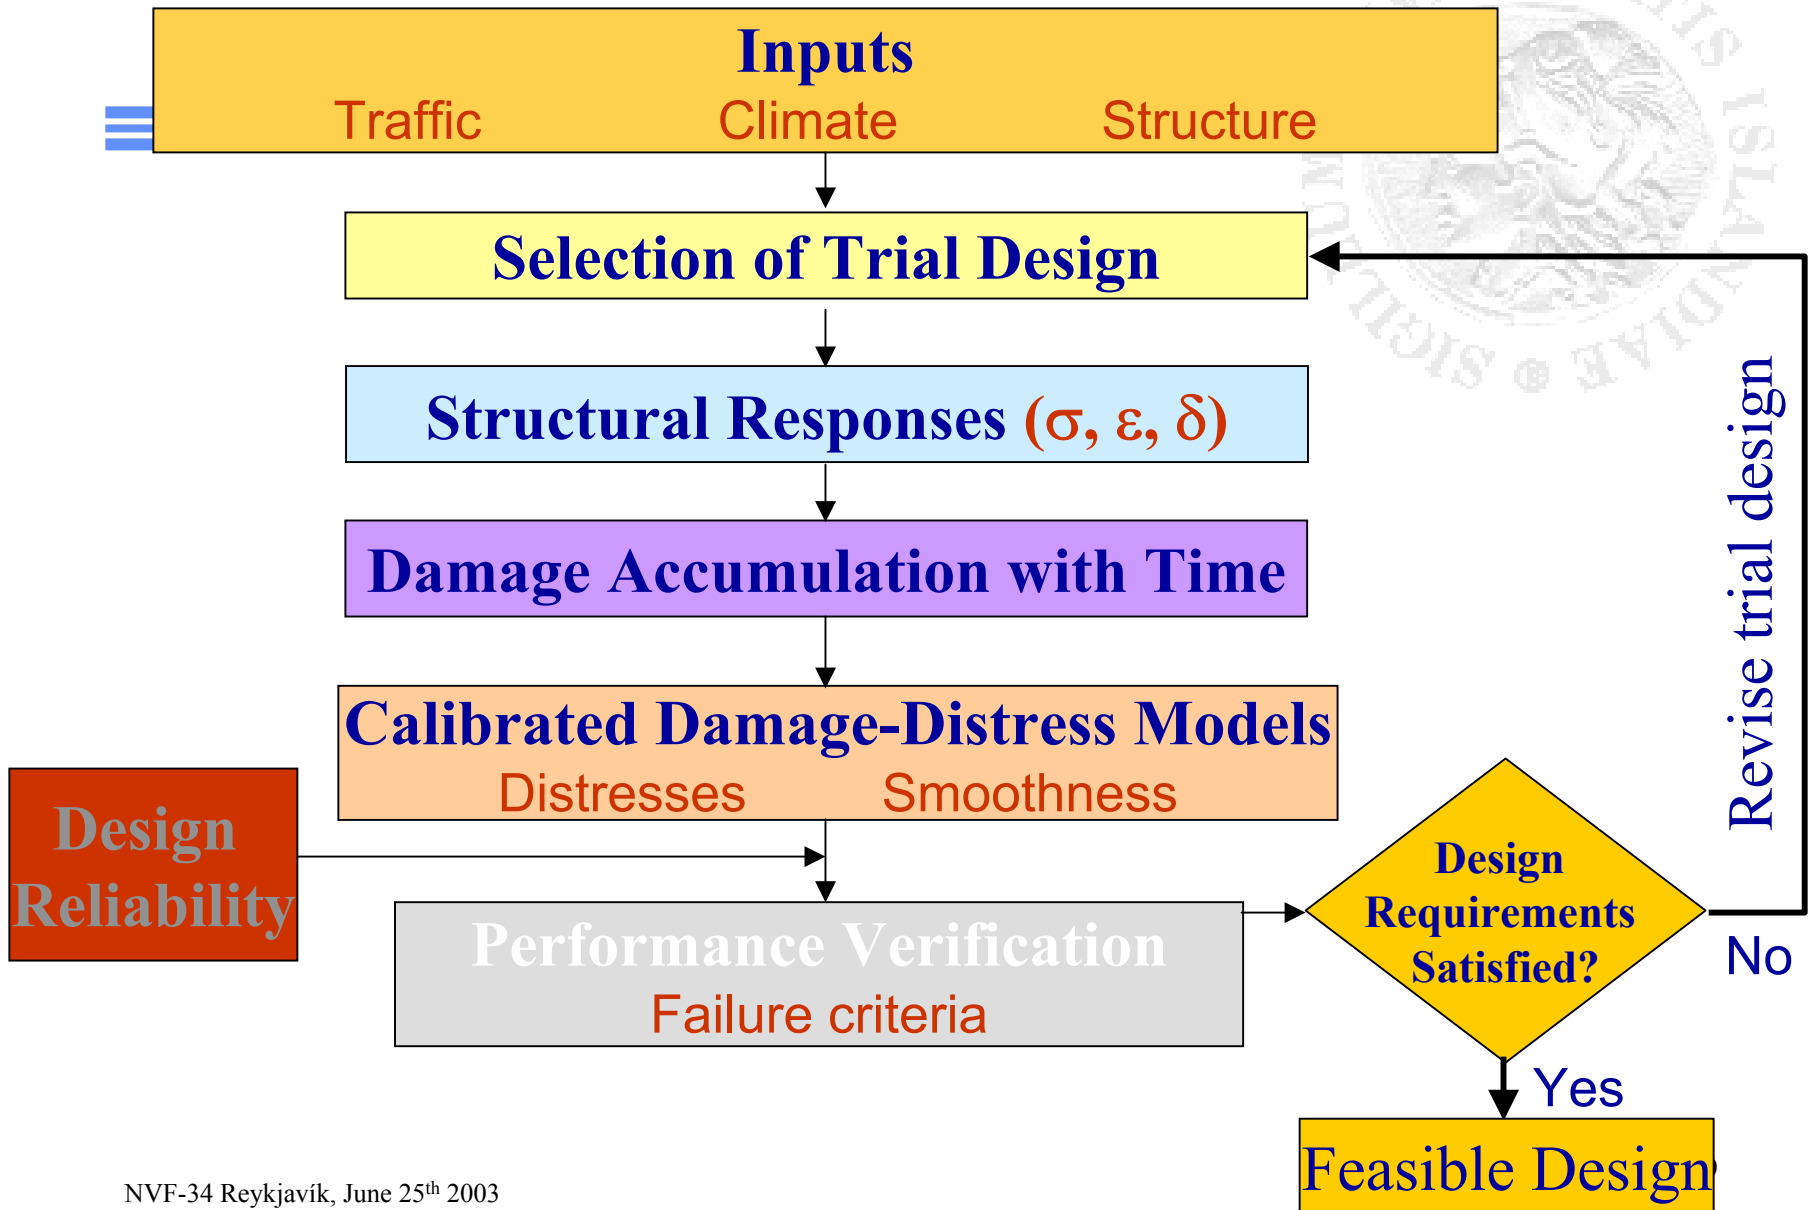 Inputs
Traffic Climate Structure
Selection of Trial Design
Structural Responses (σ, ε, δ)
Damage Accumulation with Time
Calibrated Damage-Distress Models
Distresses Smoothness
Design
Reliability
Performance Verification
Failure criteria
Design
Requirements
Satisfied?
No
Revise trial design
Yes
Feasible Design
NVF-34 Reykjavík, June 25th 2003